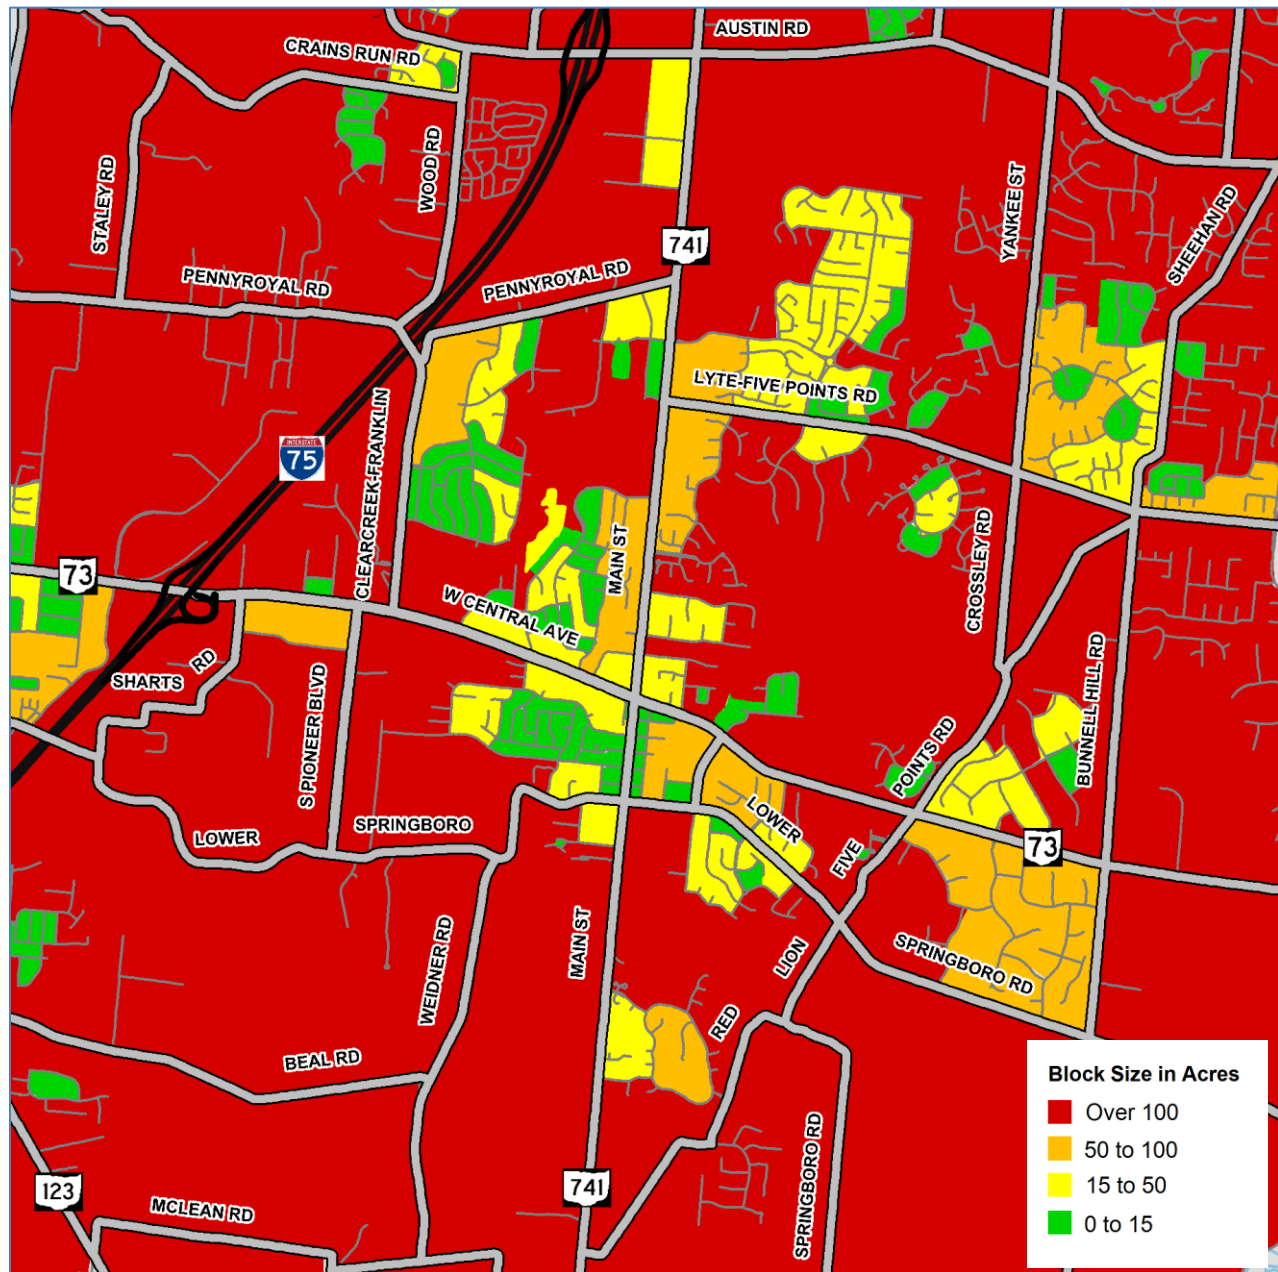 AUSTIN RD
CRAINS RUN RD
WOOD RD
STALEY RD
YANKEE ST
SHEEHAN RD
741
PENNYROYAL RD
PENNYROYAL RD
LYTE-FIVE POINTS RD
CLEARCREEK-FRANKLIN
INTERSTATE
75
MAIN ST
CROSSLEY RD
73
W CENTRAL AVE
SHARTS RD
S PIONEER BLVD
BUNNELL HILL RD
POINTS RD
LOWER
SPRINGBORO
LOWER
FIVE
73
WEIDNER RD
MAIN ST
LION
SPRINGBORO RD
RED
BEAL RD
SPRINGBORO RD
123
741
MCLEAN RD
Block Size in Acres
Over 100
50 to 100
15 to 50
0 to 15